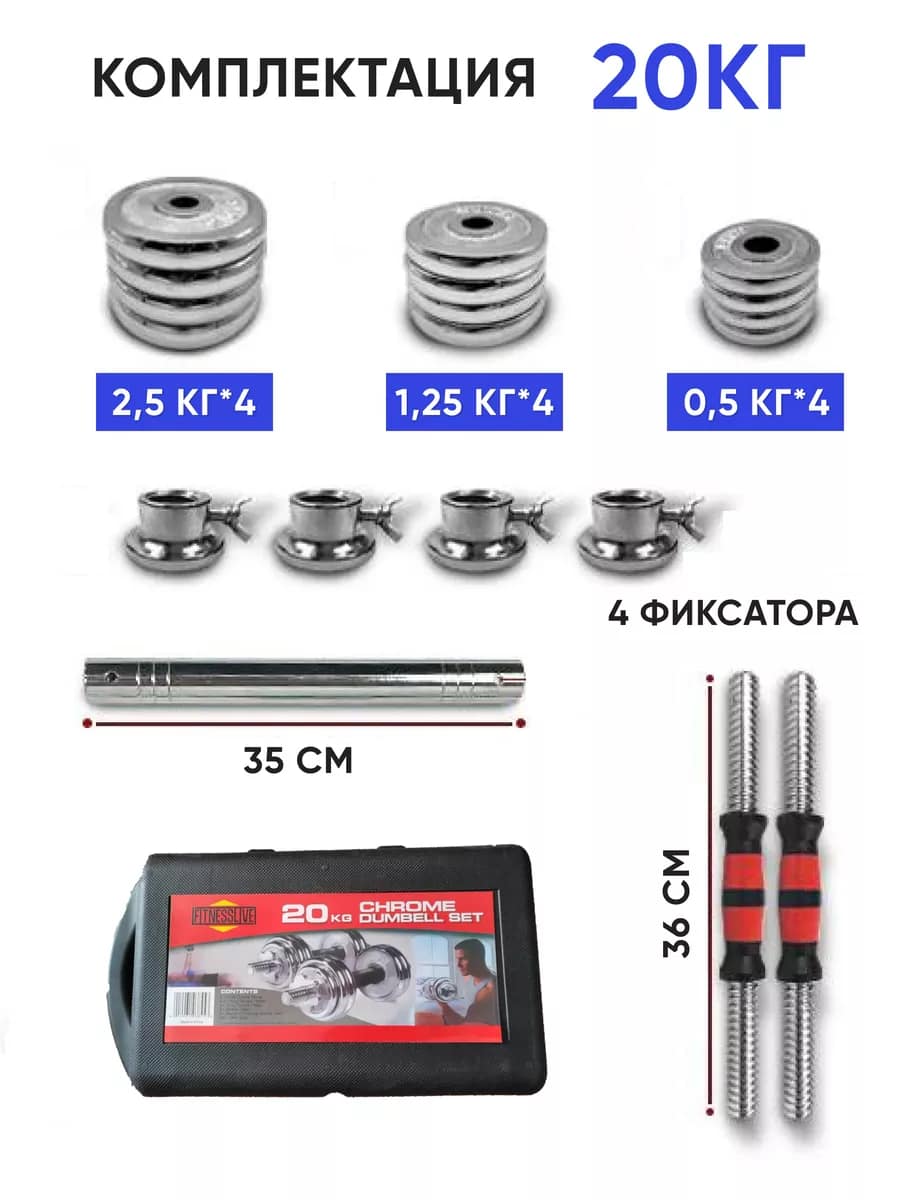 КОМПЛЕКТАЦИЯ 20КГ
2,5 КГ*4
1,25 КГ*4
0,5 КГ*4
4 ФИКСАТОРА
35 СМ
36 СМ
FITNESSLIVE
20 KG
CHROME
DUMBELL SET
CONTENTS